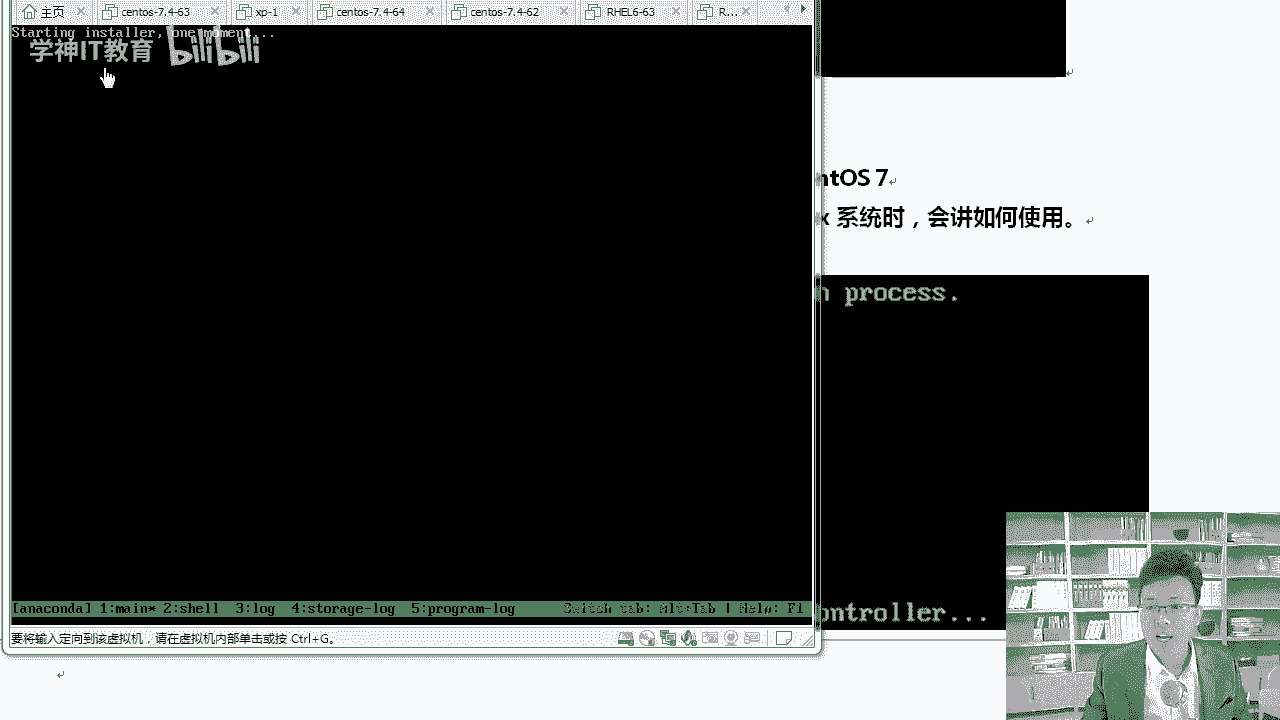 主页 centos-7.4-63 xp-1 centos-7.4-64 centos-7.4-62 RHEL6-63 R...
Starting installer, one moment...
学神IT教育 bilibili
ntOS 7
x 系统时，会讲如何使用。
n process.
ontroller...
[anaconda] 1:main* 2:shell 3:log 4:storage-log 5:program-log Switch tab: Alt+Tab | Help: F1
要将输入定向到该虚拟机，请在虚拟机内部单击或按 Ctrl+G。